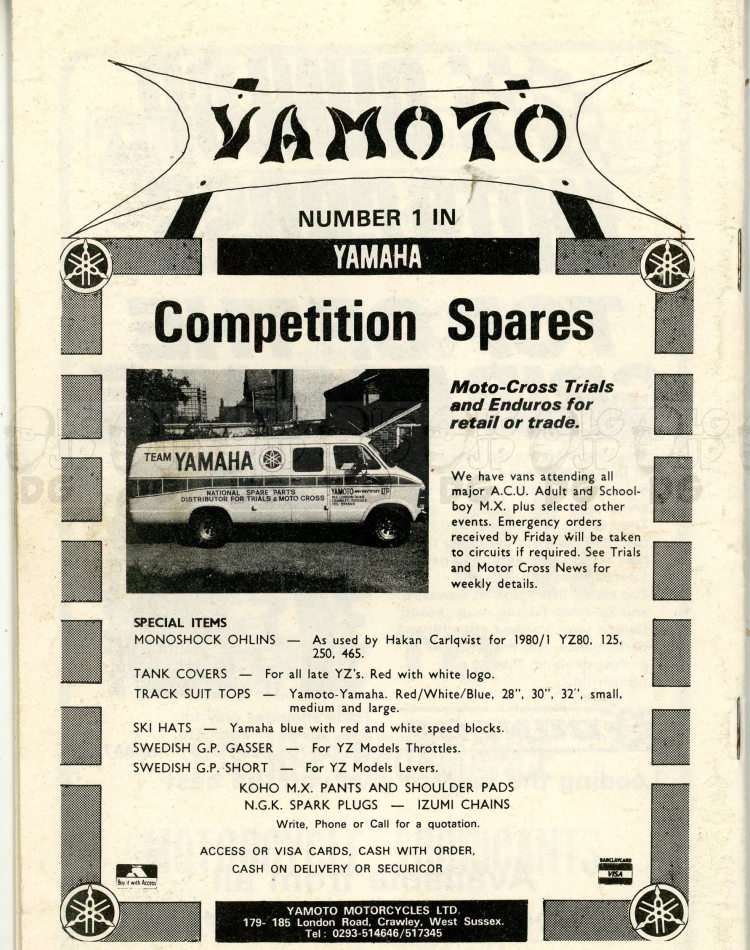 YAMOTO
NUMBER 1 IN
YAMAHA
Competition Spares
TEAM YAMAHA
NATIONAL SPARE PARTS
DISTRIBUTOR FOR TRIALS & MOTO CROSS
YAMOTO MOTORCYCLES LTD
Moto-Cross Trials
and Enduros for
retail or trade.
We have vans attending all
major A.C.U. Adult and School-
boy M.X. plus selected other
events. Emergency orders
received by Friday will be taken
to circuits if required. See Trials
and Motor Cross News for
weekly details.
SPECIAL ITEMS
MONOSHOCK OHLINS — As used by Hakan Carlqvist for 1980/1 YZ80, 125,
250, 465.
TANK COVERS — For all late YZ's. Red with white logo.
TRACK SUIT TOPS — Yamoto-Yamaha. Red/White/Blue, 28", 30", 32", small,
medium and large.
SKI HATS — Yamaha blue with red and white speed blocks.
SWEDISH G.P. GASSER — For YZ Models Throttles.
SWEDISH G.P. SHORT — For YZ Models Levers.
KOHO M.X. PANTS AND SHOULDER PADS
N.G.K. SPARK PLUGS — IZUMI CHAINS
Write, Phone or Call for a quotation.
ACCESS OR VISA CARDS, CASH WITH ORDER,
CASH ON DELIVERY OR SECURICOR
Buy it with Access
BARCLAYCARD
VISA
YAMOTO MOTORCYCLES LTD.
179- 185 London Road, Crawley, West Sussex.
Tel: 0293-514646/517345